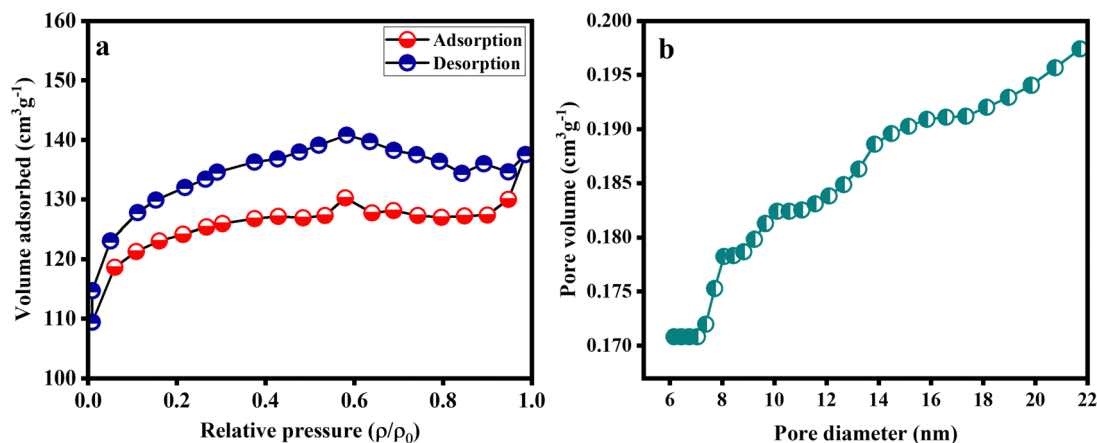 a
Adsorption
Desorption
Volume adsorbed (cm³g⁻¹)
160
150
140
130
120
110
100
0.0 0.2 0.4 0.6 0.8 1.0
Relative pressure (ρ/ρ₀)
b
Pore volume (cm³g⁻¹)
0.200
0.195
0.190
0.185
0.180
0.175
0.170
6 8 10 12 14 16 18 20 22
Pore diameter (nm)